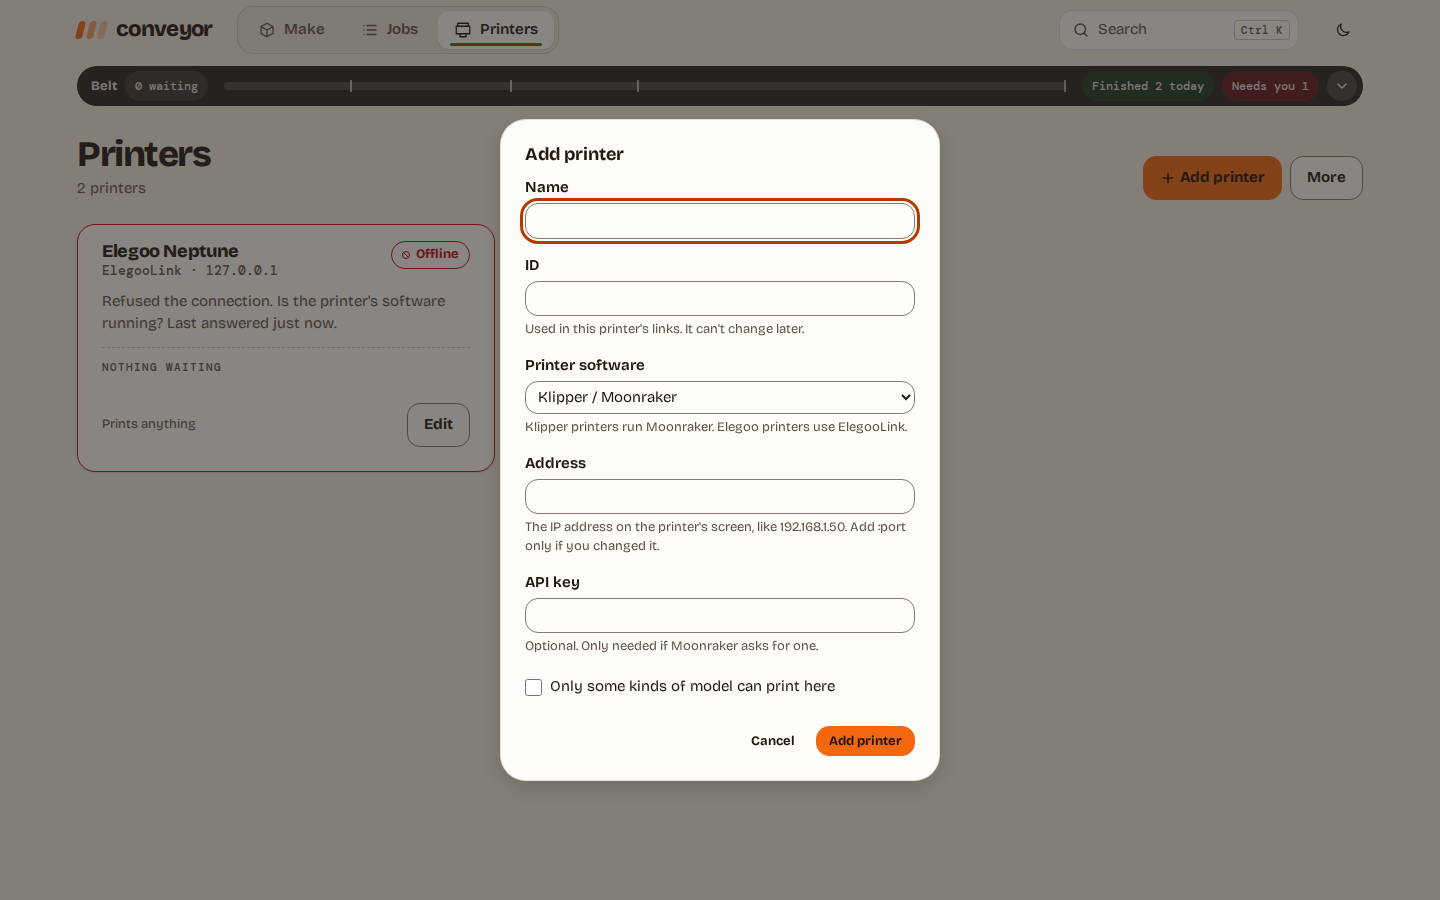 conveyor
Make
Jobs
Printers
Search
Ctrl K
Belt
0 waiting
Finished 2 today
Needs you 1
Printers
2 printers
Add printer
More
Elegoo Neptune
ElegooLink · 127.0.0.1
Offline
Refused the connection. Is the printer's software
running? Last answered just now.
NOTHING WAITING
Prints anything
Edit
Add printer
Name
ID
Used in this printer's links. It can't change later.
Printer software
Klipper / Moonraker
Klipper printers run Moonraker. Elegoo printers use ElegooLink.
Address
The IP address on the printer's screen, like 192.168.1.50. Add :port
only if you changed it.
API key
Optional. Only needed if Moonraker asks for one.
Only some kinds of model can print here
Cancel
Add printer